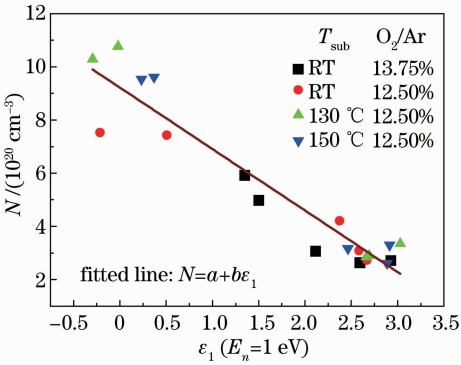 T_sub O₂/Ar
RT 13.75%
RT 12.50%
130 ℃ 12.50%
150 ℃ 12.50%
N/(10²⁰ cm⁻³)
12
10
8
6
4
2
fitted line: N=a+bε₁
−0.5 0 0.5 1.0 1.5 2.0 2.5 3.0 3.5
ε₁ (Eₙ=1 eV)